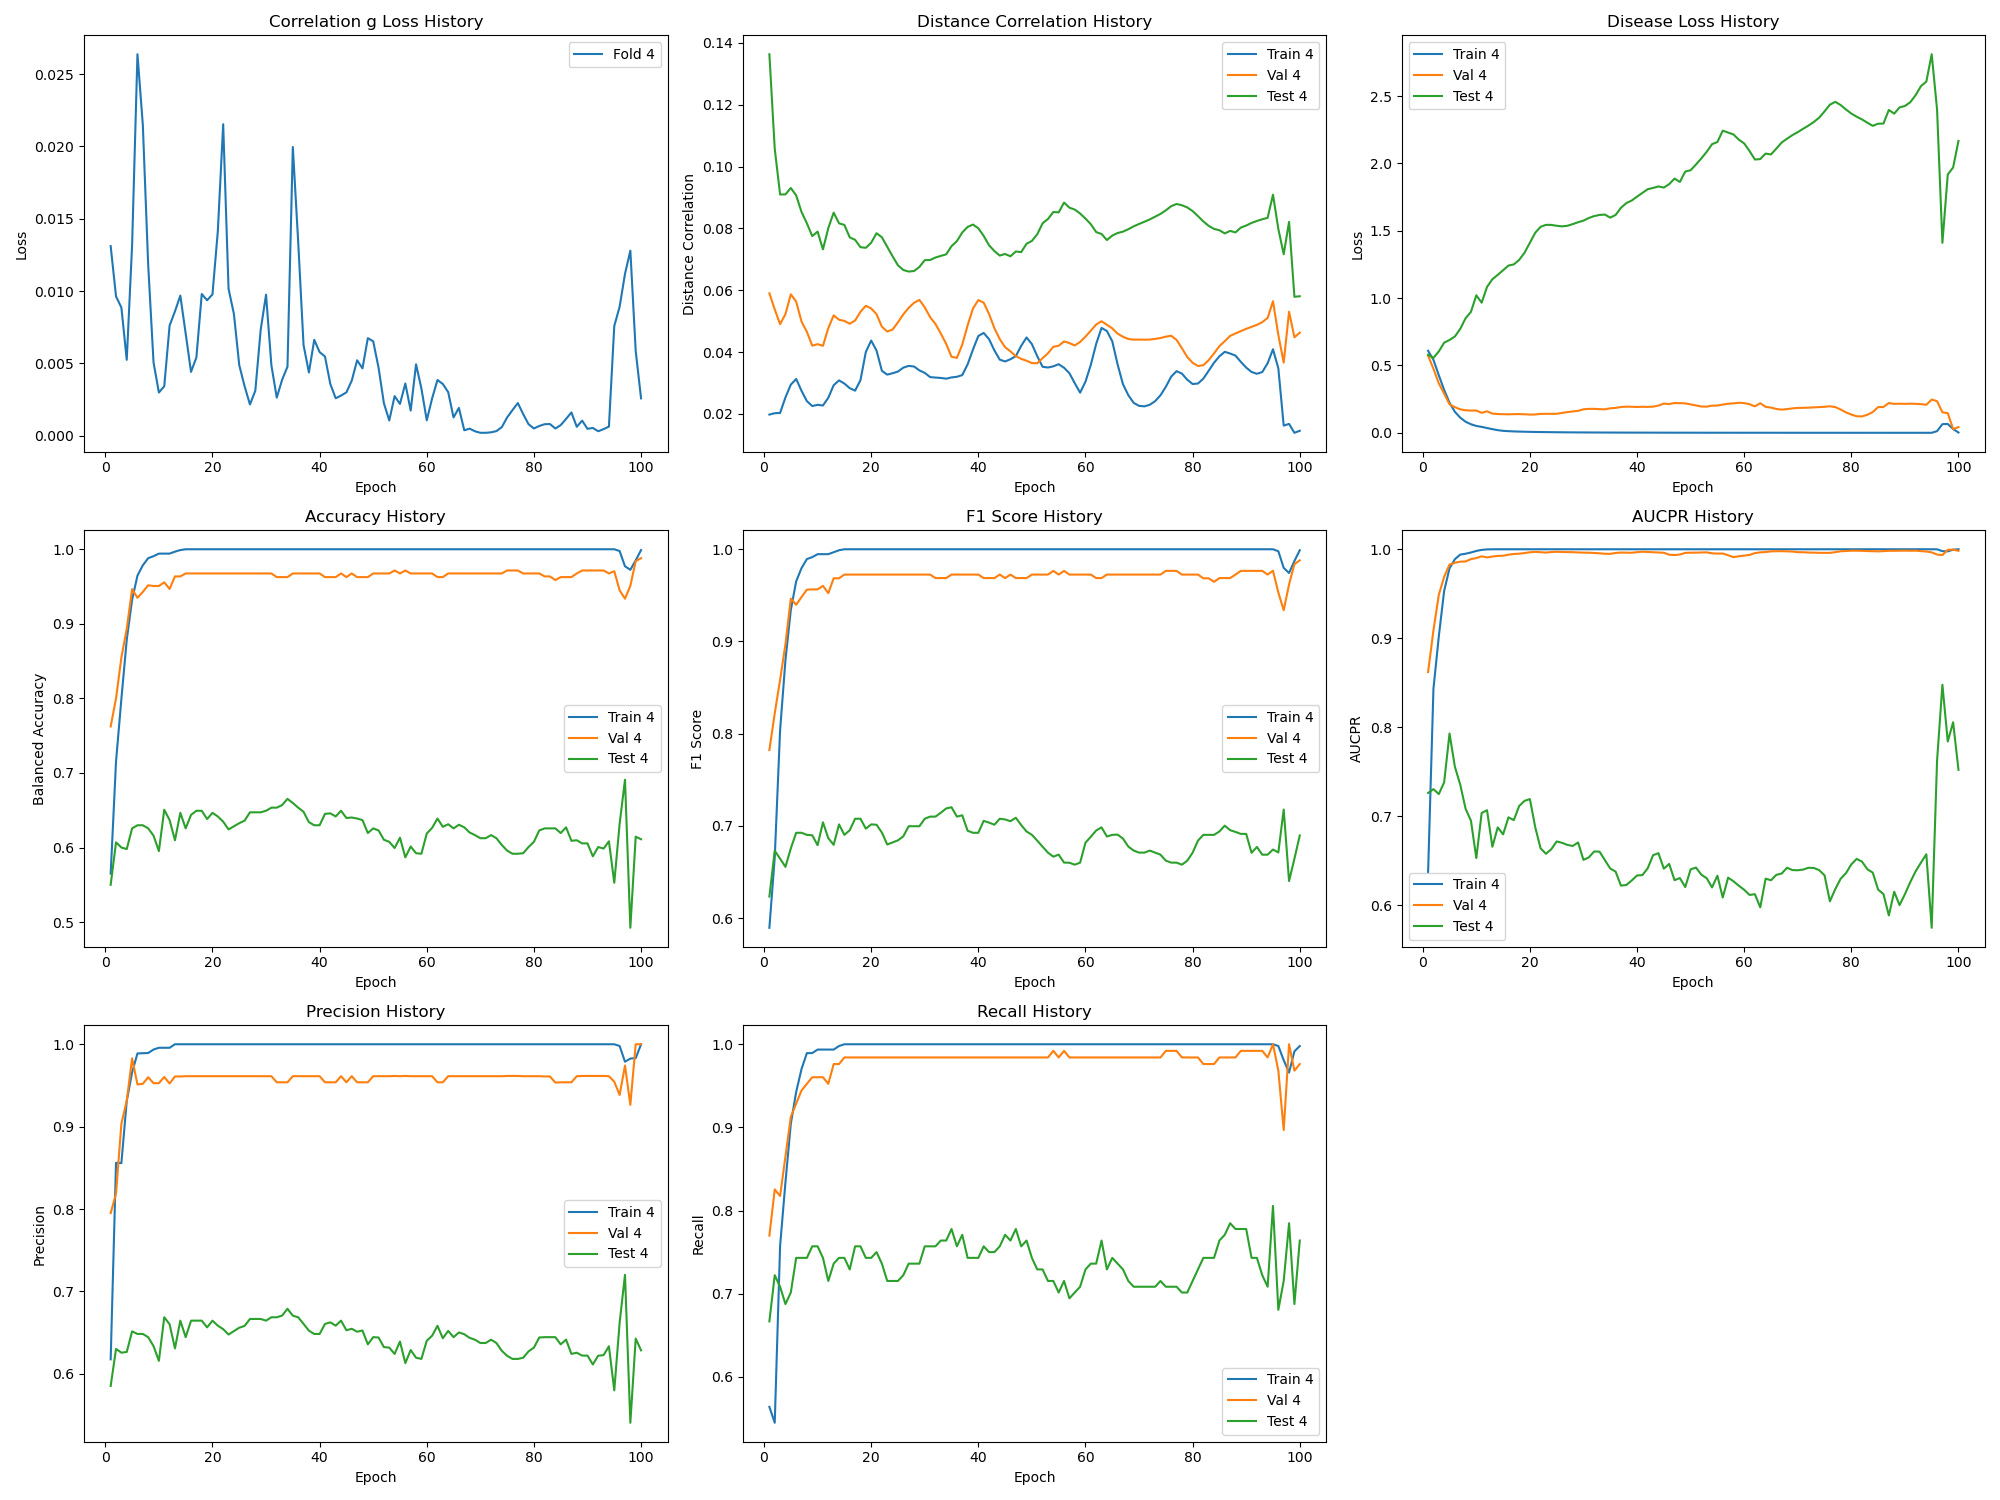 Correlation g Loss History
Distance Correlation History
Disease Loss History
Loss
0.025
0.020
0.015
0.010
0.005
0.000
Fold 4
0 20 40 60 80 100
Epoch
Distance Correlation
0.14
0.12
0.10
0.08
0.06
0.04
0.02
Train 4
Val 4
Test 4
0 20 40 60 80 100
Epoch
Loss
2.5
2.0
1.5
1.0
0.5
0.0
Train 4
Val 4
Test 4
0 20 40 60 80 100
Epoch
Accuracy History
F1 Score History
AUCPR History
Balanced Accuracy
1.0
0.9
0.8
0.7
0.6
0.5
Train 4
Val 4
Test 4
0 20 40 60 80 100
Epoch
F1 Score
1.0
0.9
0.8
0.7
0.6
Train 4
Val 4
Test 4
0 20 40 60 80 100
Epoch
AUCPR
1.0
0.9
0.8
0.7
0.6
Train 4
Val 4
Test 4
0 20 40 60 80 100
Epoch
Precision History
Recall History
Precision
1.0
0.9
0.8
0.7
0.6
Train 4
Val 4
Test 4
0 20 40 60 80 100
Epoch
Recall
1.0
0.9
0.8
0.7
0.6
Train 4
Val 4
Test 4
0 20 40 60 80 100
Epoch